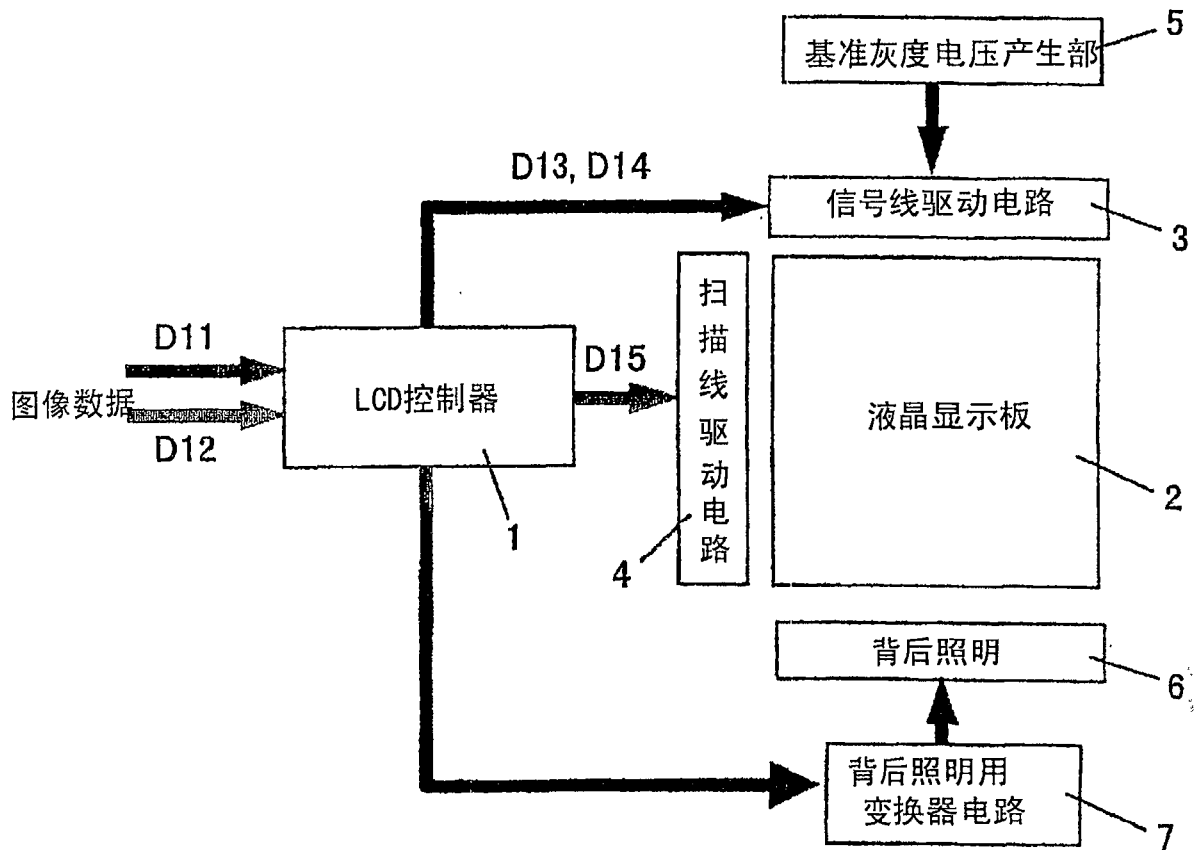 5
基准灰度电压产生部
D13, D14
信号线驱动电路
3
扫描线驱动电路
D11
D15
图像数据
LCD控制器
液晶显示板
D12
2
1
4
背后照明
6
背后照明用
变换器电路
7